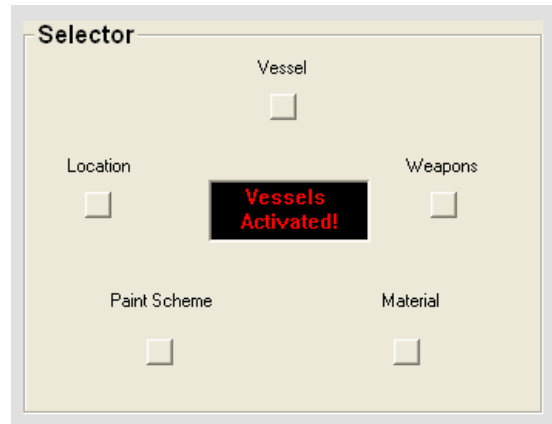 Selector
Vessel
Location
Weapons
Vessels
Activated!
Paint Scheme
Material